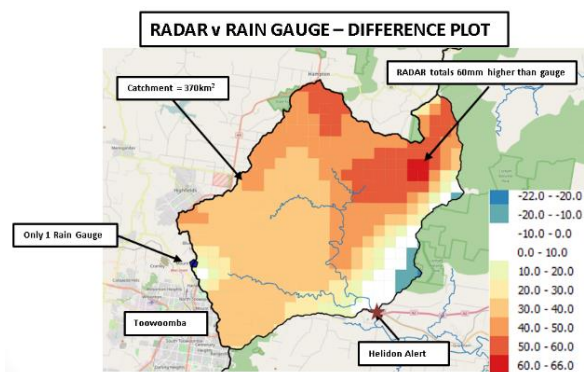 RADAR v RAIN GAUGE – DIFFERENCE PLOT
Catchment = 370km²
RADAR totals 60mm higher than gauge
Only 1 Rain Gauge
Toowoomba
Helidon Alert
-22.0 - -20.0
-20.0 - -10.0
-10.0 - 0.0
0.0 - 10.0
10.0 - 20.0
20.0 - 30.0
30.0 - 40.0
40.0 - 50.0
50.0 - 60.0
60.0 - 66.0
Hampton
Highfields